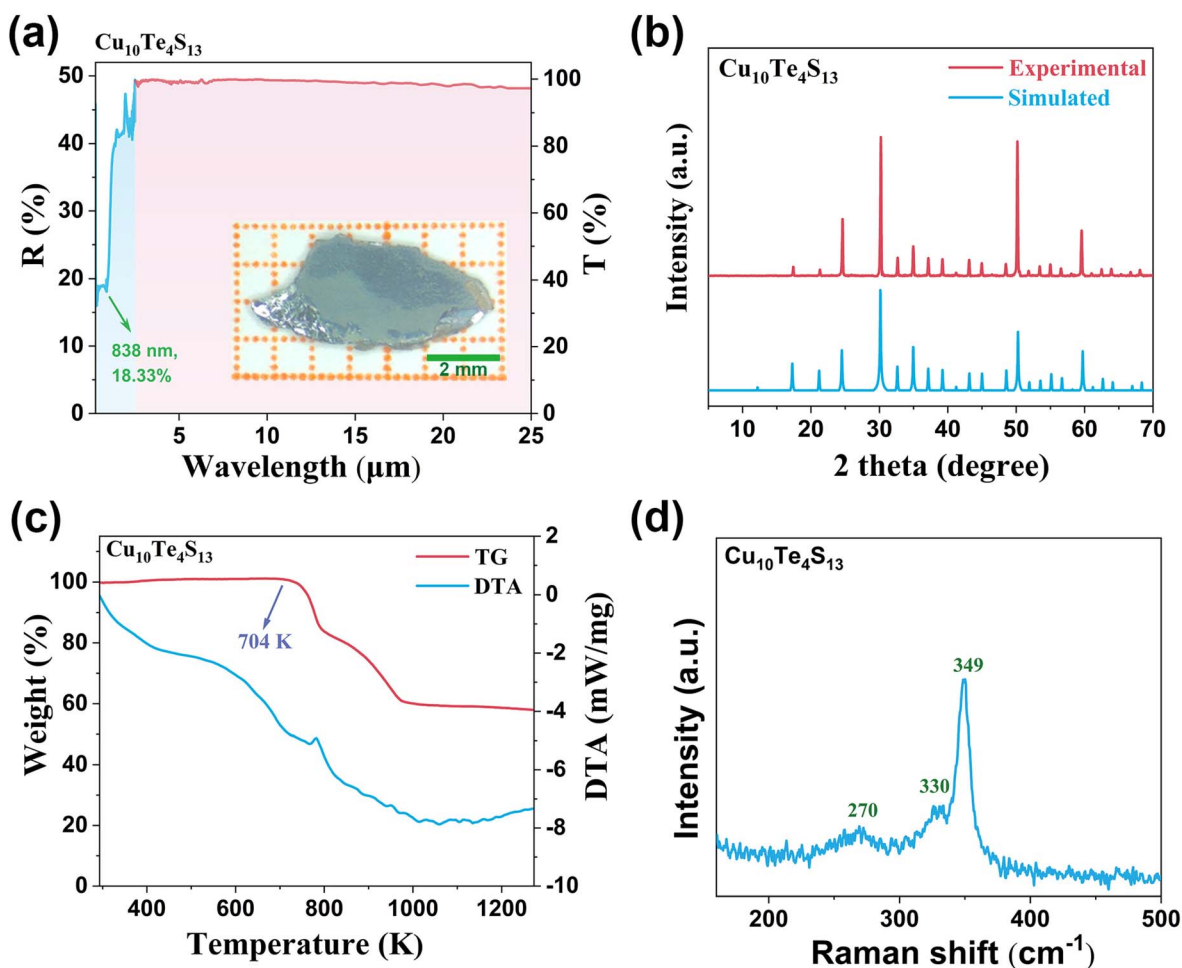 (a)
Cu10Te4S13
50
40
30
20
10
0
R (%)
100
80
60
40
20
0
T (%)
838 nm,
18.33%
2 mm
5 10 15 20 25
Wavelength (μm)
(b)
Cu10Te4S13
Experimental
Simulated
Intensity (a.u.)
10 20 30 40 50 60 70
2 theta (degree)
(c)
Cu10Te4S13
TG
DTA
100
80
60
40
20
0
Weight (%)
2
0
-2
-4
-6
-8
-10
DTA (mW/mg)
704 K
400 600 800 1000 1200
Temperature (K)
(d)
Cu10Te4S13
349
330
270
Intensity (a.u.)
200 300 400 500
Raman shift (cm-1)